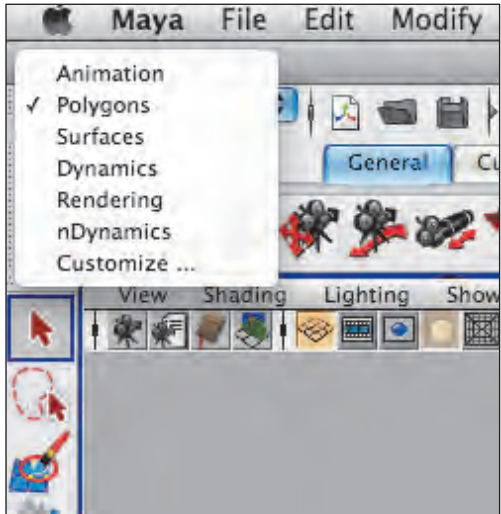 Maya File Edit Modify
Animation
✓ Polygons
Surfaces
Dynamics
Rendering
nDynamics
Customize ...
General
View Shading Lighting Show